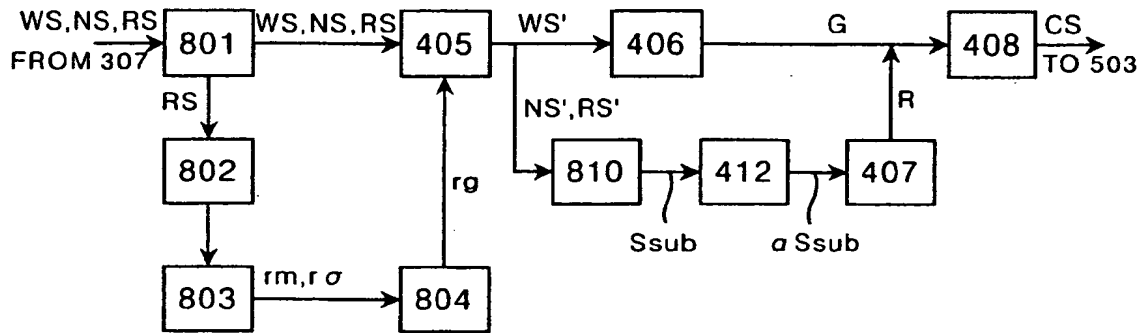 WS,NS,RS
FROM 307
801
WS,NS,RS
405
WS'
406
G
408
CS
TO 503
RS
NS',RS'
R
802
rg
810
412
407
Ssub
a Ssub
803
rm,r σ
804